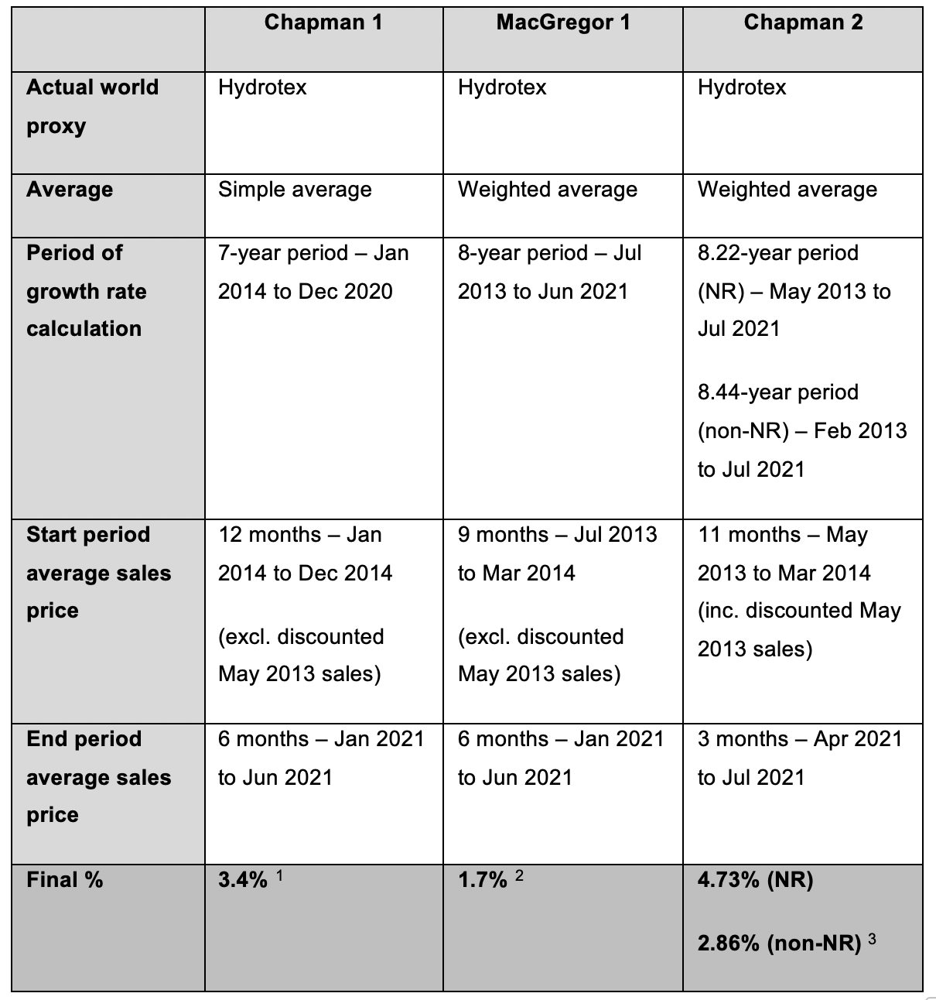 Chapman 1
MacGregor 1
Chapman 2
Actual world
proxy
Hydrotex
Hydrotex
Hydrotex
Average
Simple average
Weighted average
Weighted average
Period of
growth rate
calculation
7-year period – Jan
2014 to Dec 2020
8-year period – Jul
2013 to Jun 2021
8.22-year period
(NR) – May 2013 to
Jul 2021
8.44-year period
(non-NR) – Feb 2013
to Jul 2021
Start period
average sales
price
12 months – Jan
2014 to Dec 2014
(excl. discounted
May 2013 sales)
9 months – Jul 2013
to Mar 2014
(excl. discounted
May 2013 sales)
11 months – May
2013 to Mar 2014
(inc. discounted May
2013 sales)
End period
average sales
price
6 months – Jan 2021
to Jun 2021
6 months – Jan 2021
to Jun 2021
3 months – Apr 2021
to Jul 2021
Final %
3.4% 1
1.7% 2
4.73% (NR)
2.86% (non-NR) 3